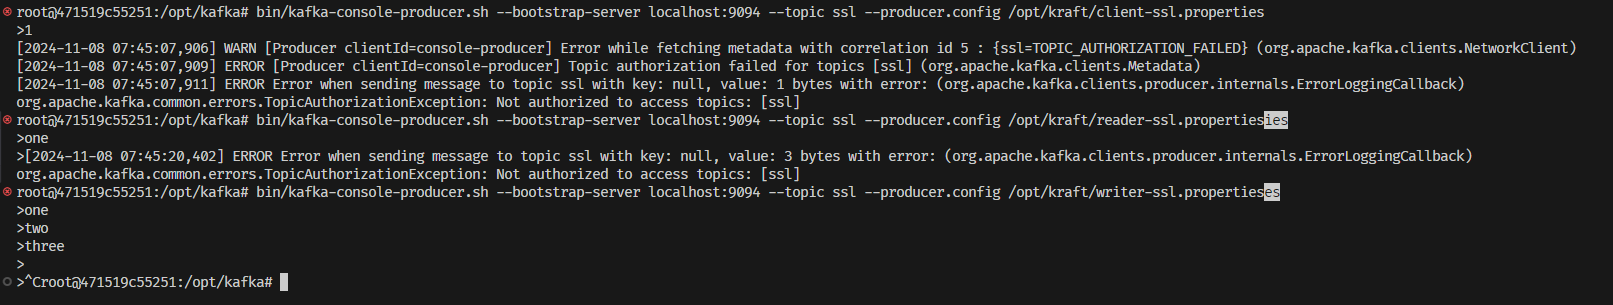 root@471519c55251:/opt/kafka# bin/kafka-console-producer.sh --bootstrap-server localhost:9094 --topic ssl --producer.config /opt/kraft/client-ssl.properties
>1
[2024-11-08 07:45:07,906] WARN [Producer clientId=console-producer] Error while fetching metadata with correlation id 5 : {ssl=TOPIC_AUTHORIZATION_FAILED} (org.apache.kafka.clients.NetworkClient)
[2024-11-08 07:45:07,909] ERROR [Producer clientId=console-producer] Topic authorization failed for topics [ssl] (org.apache.kafka.clients.Metadata)
[2024-11-08 07:45:07,911] ERROR Error when sending message to topic ssl with key: null, value: 1 bytes with error: (org.apache.kafka.clients.producer.internals.ErrorLoggingCallback)
org.apache.kafka.common.errors.TopicAuthorizationException: Not authorized to access topics: [ssl]
root@471519c55251:/opt/kafka# bin/kafka-console-producer.sh --bootstrap-server localhost:9094 --topic ssl --producer.config /opt/kraft/reader-ssl.propertiesies
>one
>[2024-11-08 07:45:20,402] ERROR Error when sending message to topic ssl with key: null, value: 3 bytes with error: (org.apache.kafka.clients.producer.internals.ErrorLoggingCallback)
org.apache.kafka.common.errors.TopicAuthorizationException: Not authorized to access topics: [ssl]
root@471519c55251:/opt/kafka# bin/kafka-console-producer.sh --bootstrap-server localhost:9094 --topic ssl --producer.config /opt/kraft/writer-ssl.propertieses
>one
>two
>three
>
>^Croot@471519c55251:/opt/kafka#